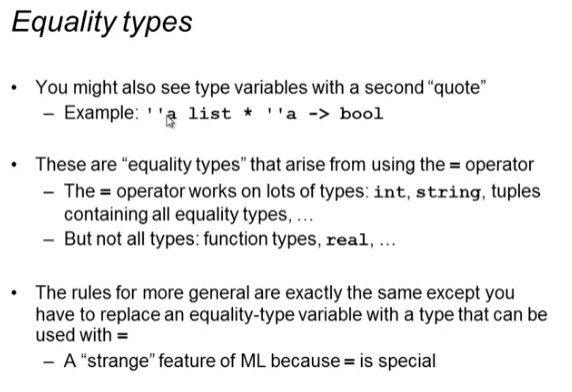 Equality types
• You might also see type variables with a second “quote”
– Example: ''a list * ''a -> bool
• These are “equality types” that arise from using the = operator
– The = operator works on lots of types: int, string, tuples
containing all equality types, …
– But not all types: function types, real, …
• The rules for more general are exactly the same except you
have to replace an equality-type variable with a type that can be
used with =
– A “strange” feature of ML because = is special